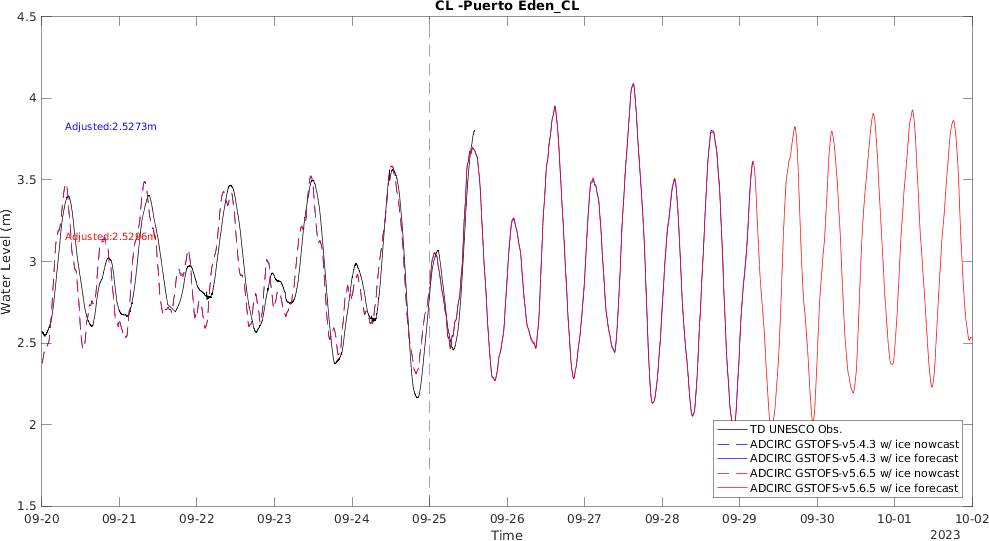 CL -Puerto Eden_CL
4.5
4
3.5
3
2.5
2
1.5
Water Level (m)
Adjusted:2.5273m
Adjusted:2.5296m
TD UNESCO Obs.
ADCIRC GSTOFS-v5.4.3 w/ ice nowcast
ADCIRC GSTOFS-v5.4.3 w/ ice forecast
ADCIRC GSTOFS-v5.6.5 w/ ice nowcast
ADCIRC GSTOFS-v5.6.5 w/ ice forecast
09-20 09-21 09-22 09-23 09-24 09-25 09-26 09-27 09-28 09-29 09-30 10-01 10-02
Time
2023